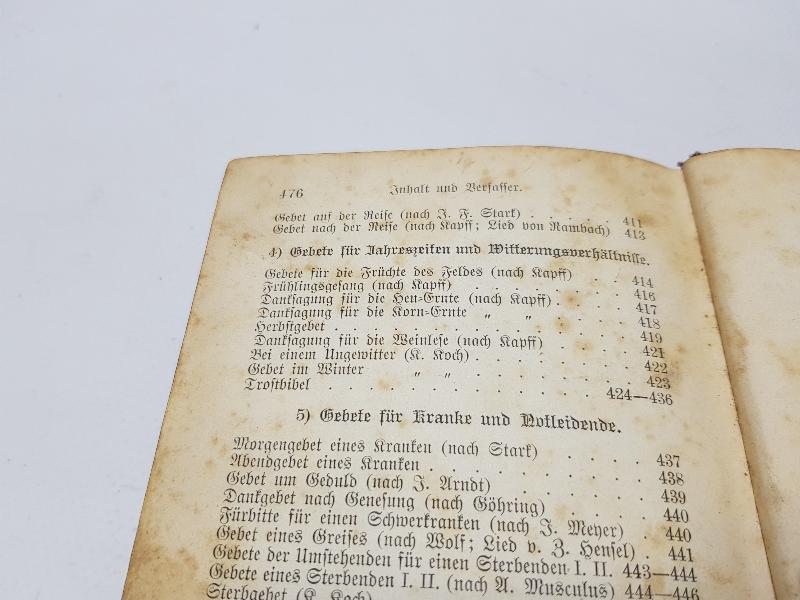 476 Inhalt und Verfasser.
Gebet auf der Reise (nach J. F. Stark) . . . . . 411
Gebet nach der Reise (nach Kapff; Lied von Rambach) 413
4) Gebete für Jahreszeiten und Witterungsverhältnisse.
Gebete für die Früchte des Feldes (nach Kapff) . . . 414
Frühlingsgesang (nach Kapff) . . . . . . . 416
Danksagung für die Heu-Ernte (nach Kapff) . . . . 417
Danksagung für die Korn-Ernte „ „ . . . . 418
Herbstgebet . . . . . . . . . . . . . 419
Danksagung für die Weinlese (nach Kapff) . . . . 421
Bei einem Ungewitter (K. Koch) . . . . . . . 422
Gebet im Winter „ „ . . . . . . . 423
Trostbibel . . . . . . . . . . . . 424—436
5) Gebete für Kranke und Notleidende.
Morgengebet eines Kranken (nach Stark) . . . . 437
Abendgebet eines Kranken . . . . . . . . 438
Gebet um Geduld (nach J. Arndt) . . . . . . 439
Dankgebet nach Genesung (nach Göhring) . . . . 440
Fürbitte für einen Schwerkranken (nach J. Meyer) . 440
Gebet eines Greises (nach Wolf; Lied v. Z. Hensel) . 441
Gebete der Umstehenden für einen Sterbenden I. II. 443—444
Gebete eines Sterbenden I. II. (nach A. Musculus) 444—446
Sterbgebet (K. Koch)